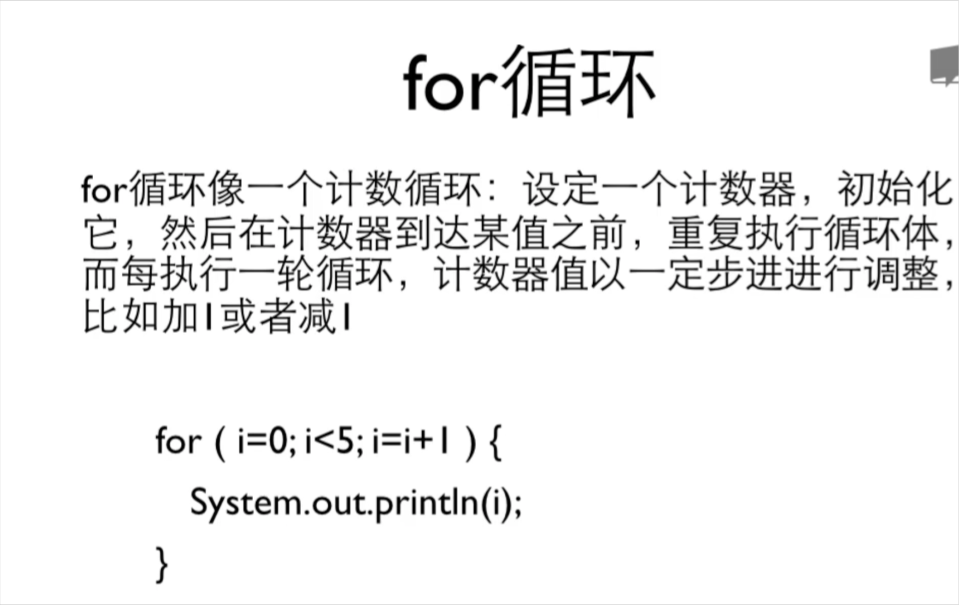 for循环
for循环像一个计数循环：设定一个计数器，初始化
它，然后在计数器到达某值之前，重复执行循环体，
而每执行一轮循环，计数器值以一定步进进行调整，
比如加1或者减1
for ( i=0; i<5; i=i+1 ) {
System.out.println(i);
}